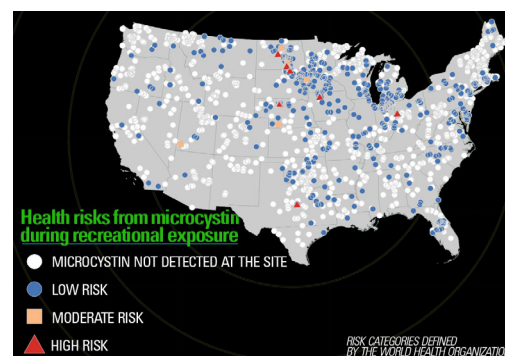 Health risks from microcystin
during recreational exposure
MICROCYSTIN NOT DETECTED AT THE SITE
LOW RISK
MODERATE RISK
HIGH RISK
RISK CATEGORIES DEFINED
BY THE WORLD HEALTH ORGANIZATIO